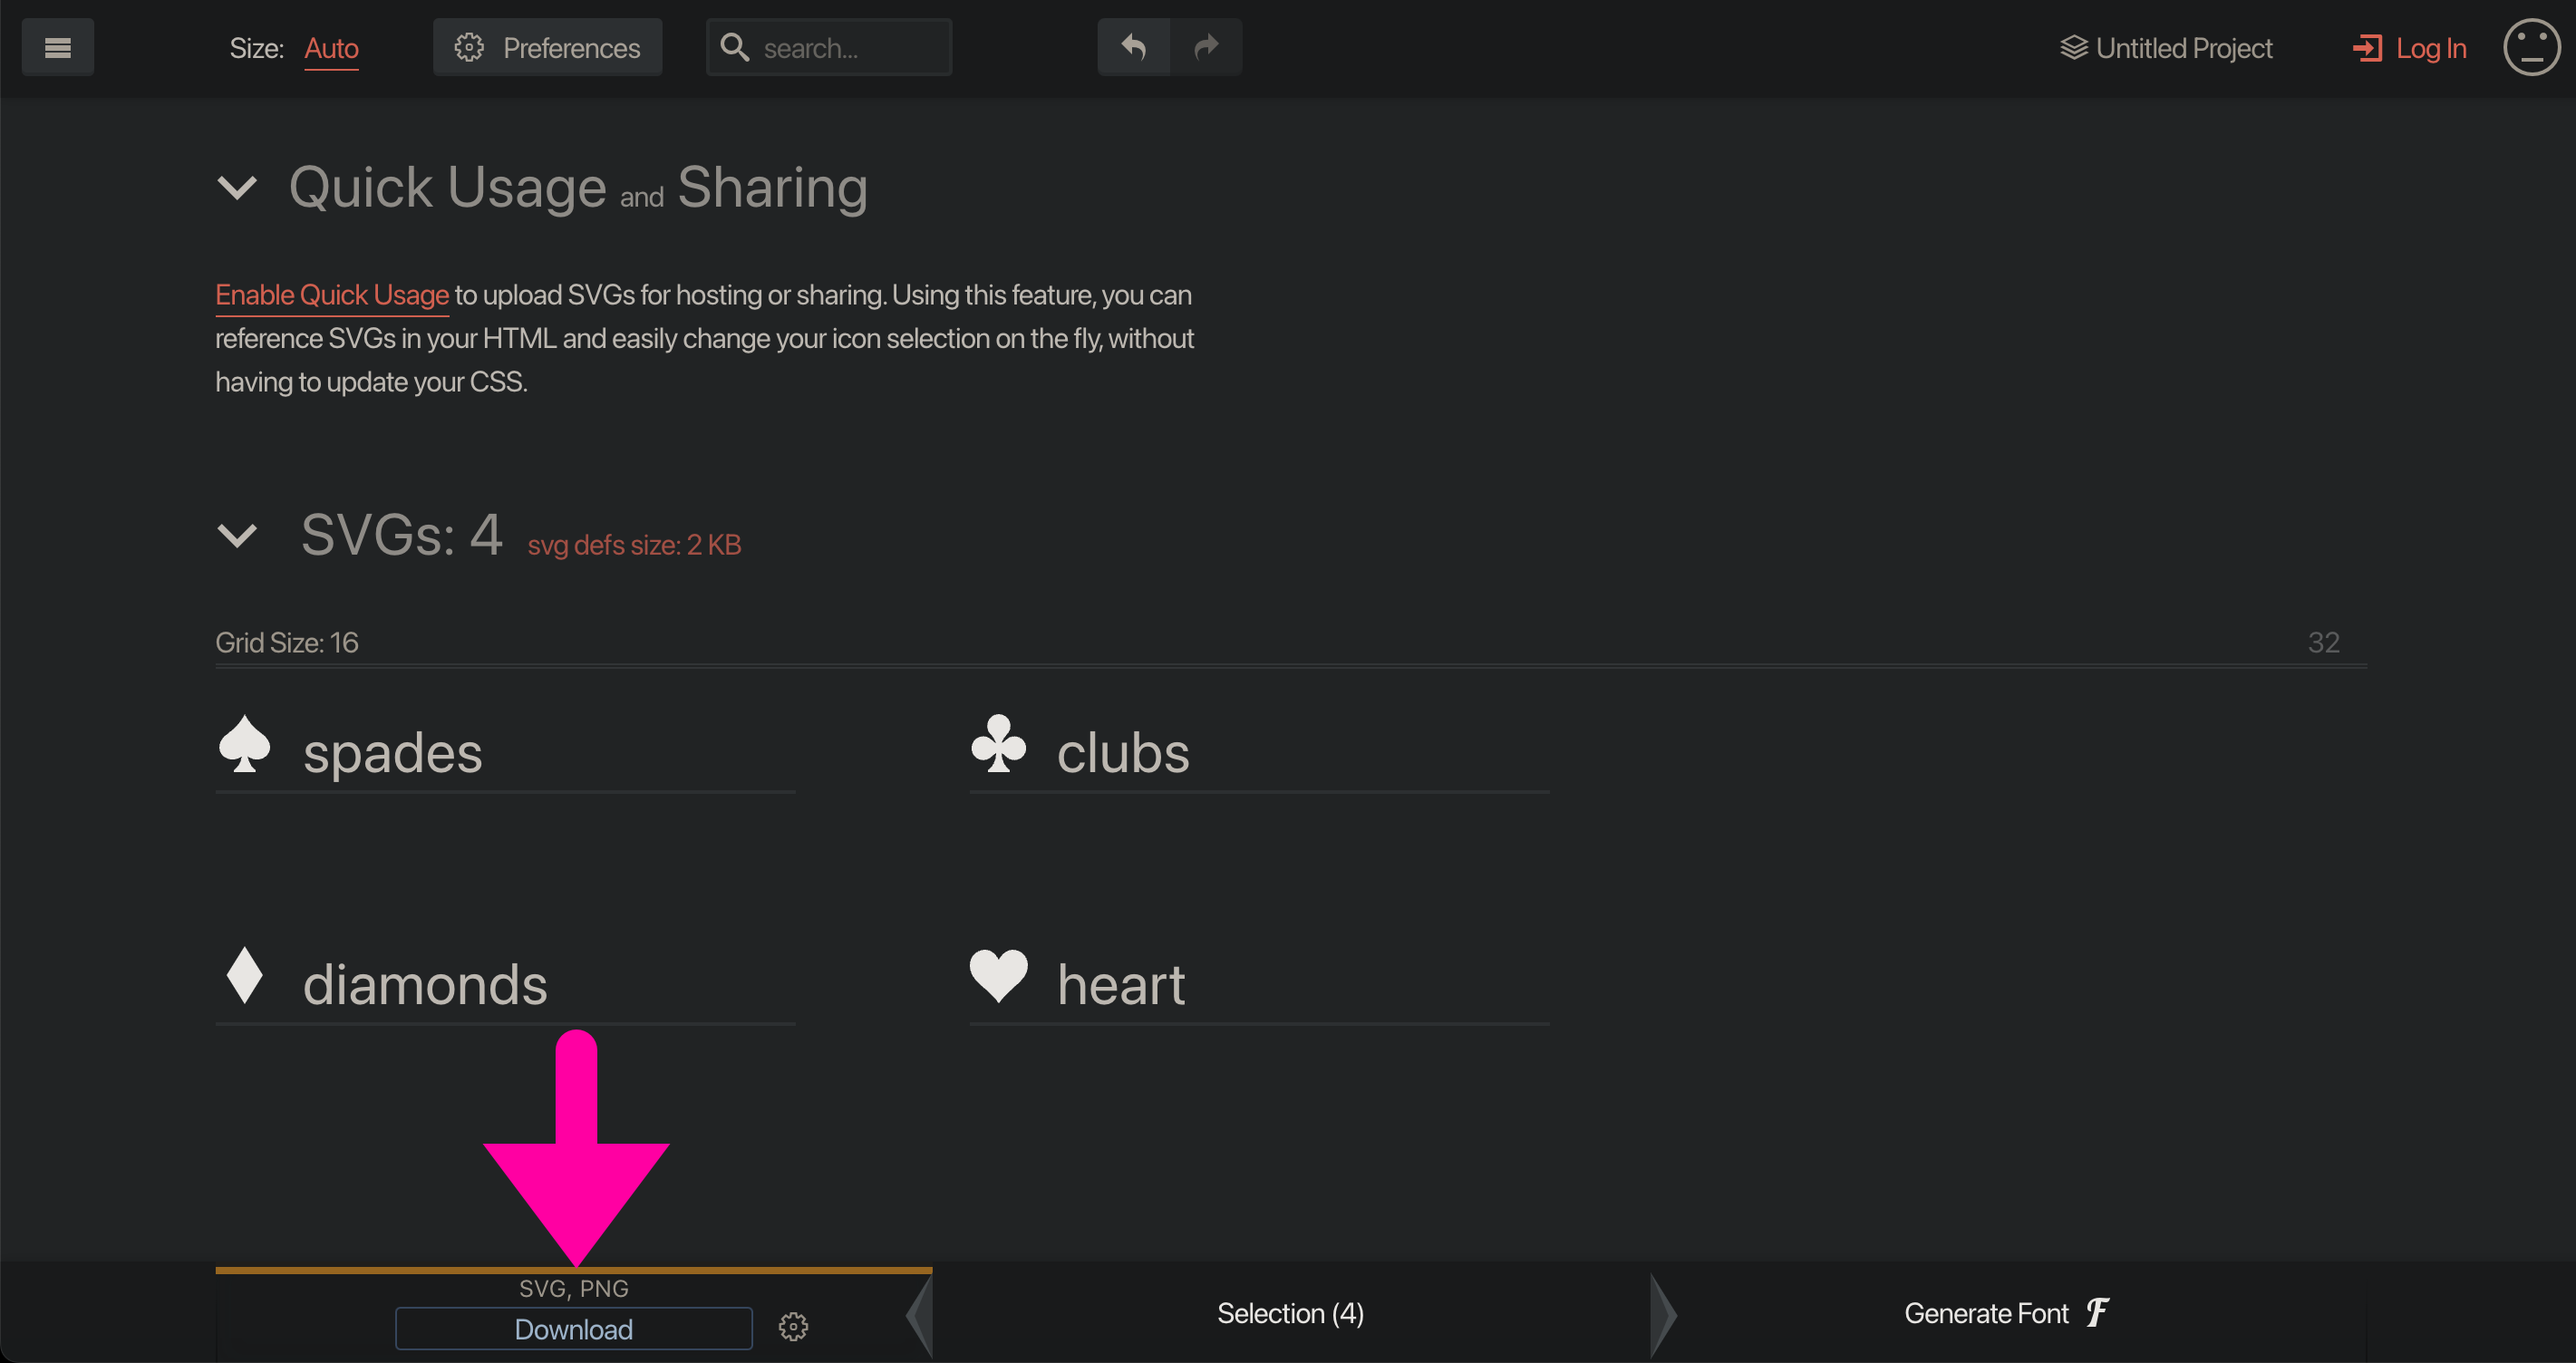 Size: Auto
Preferences
search...
Untitled Project
Log In
Quick Usage and Sharing
Enable Quick Usage to upload SVGs for hosting or sharing. Using this feature, you can
reference SVGs in your HTML and easily change your icon selection on the fly, without
having to update your CSS.
SVGs: 4 svg defs size: 2 KB
Grid Size: 16
32
spades
clubs
diamonds
heart
SVG, PNG
Download
Selection (4)
Generate Font